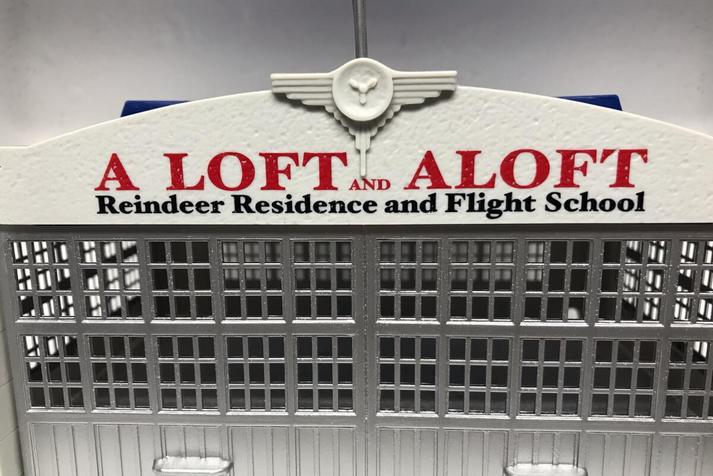 A LOFT AND ALOFT
Reindeer Residence and Flight School